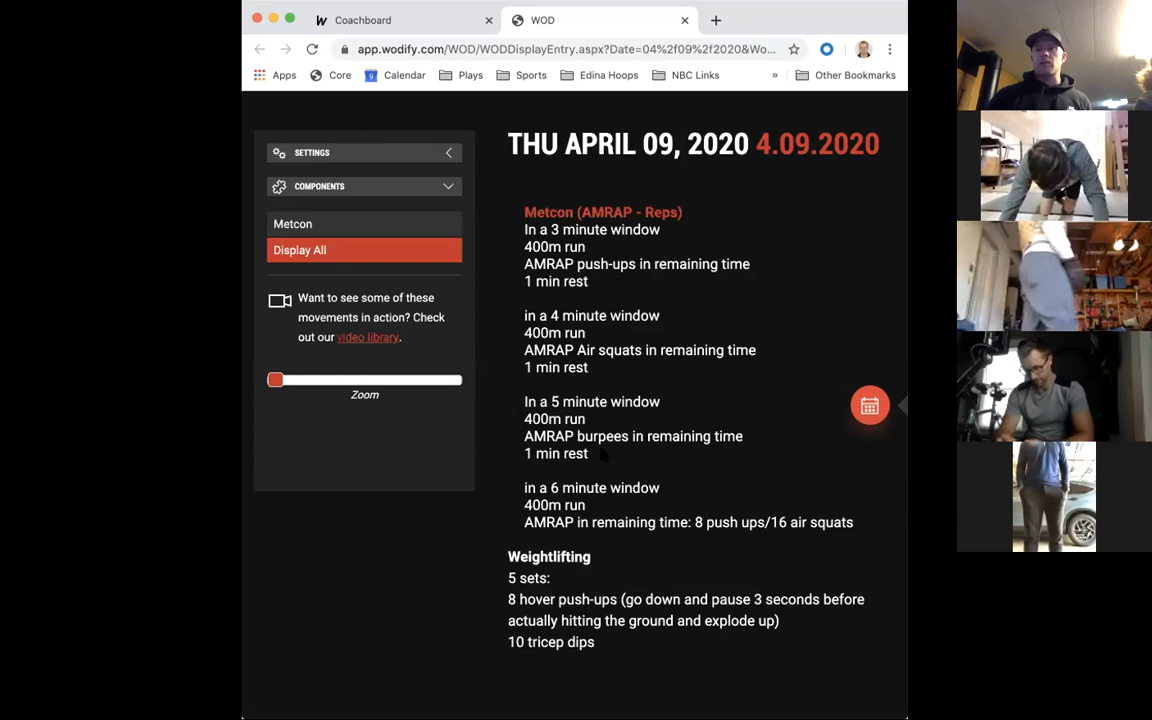 Coachboard
WOD
app.wodify.com/WOD/WODDisplayEntry.aspx?Date=04%2f09%2f2020&Wo...
Apps
Core
9
Calendar
Plays
Sports
Edina Hoops
NBC Links
»
Other Bookmarks
SETTINGS
COMPONENTS
Metcon
Display All
Want to see some of these
movements in action? Check
out our video library.
Zoom
THU APRIL 09, 2020 4.09.2020
Metcon (AMRAP - Reps)
In a 3 minute window
400m run
AMRAP push-ups in remaining time
1 min rest
in a 4 minute window
400m run
AMRAP Air squats in remaining time
1 min rest
In a 5 minute window
400m run
AMRAP burpees in remaining time
1 min rest
in a 6 minute window
400m run
AMRAP in remaining time: 8 push ups/16 air squats
Weightlifting
5 sets:
8 hover push-ups (go down and pause 3 seconds before
actually hitting the ground and explode up)
10 tricep dips